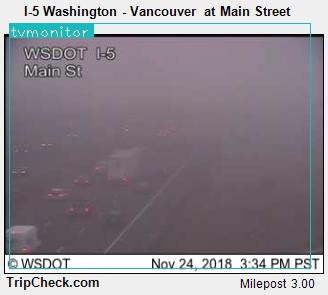 I-5 Washington - Vancouver at Main Street
tvmonitor
WSDOT I-5
Main St
© WSDOT Nov 24, 2018 3:34 PM PST
TripCheck.com Milepost 3.00